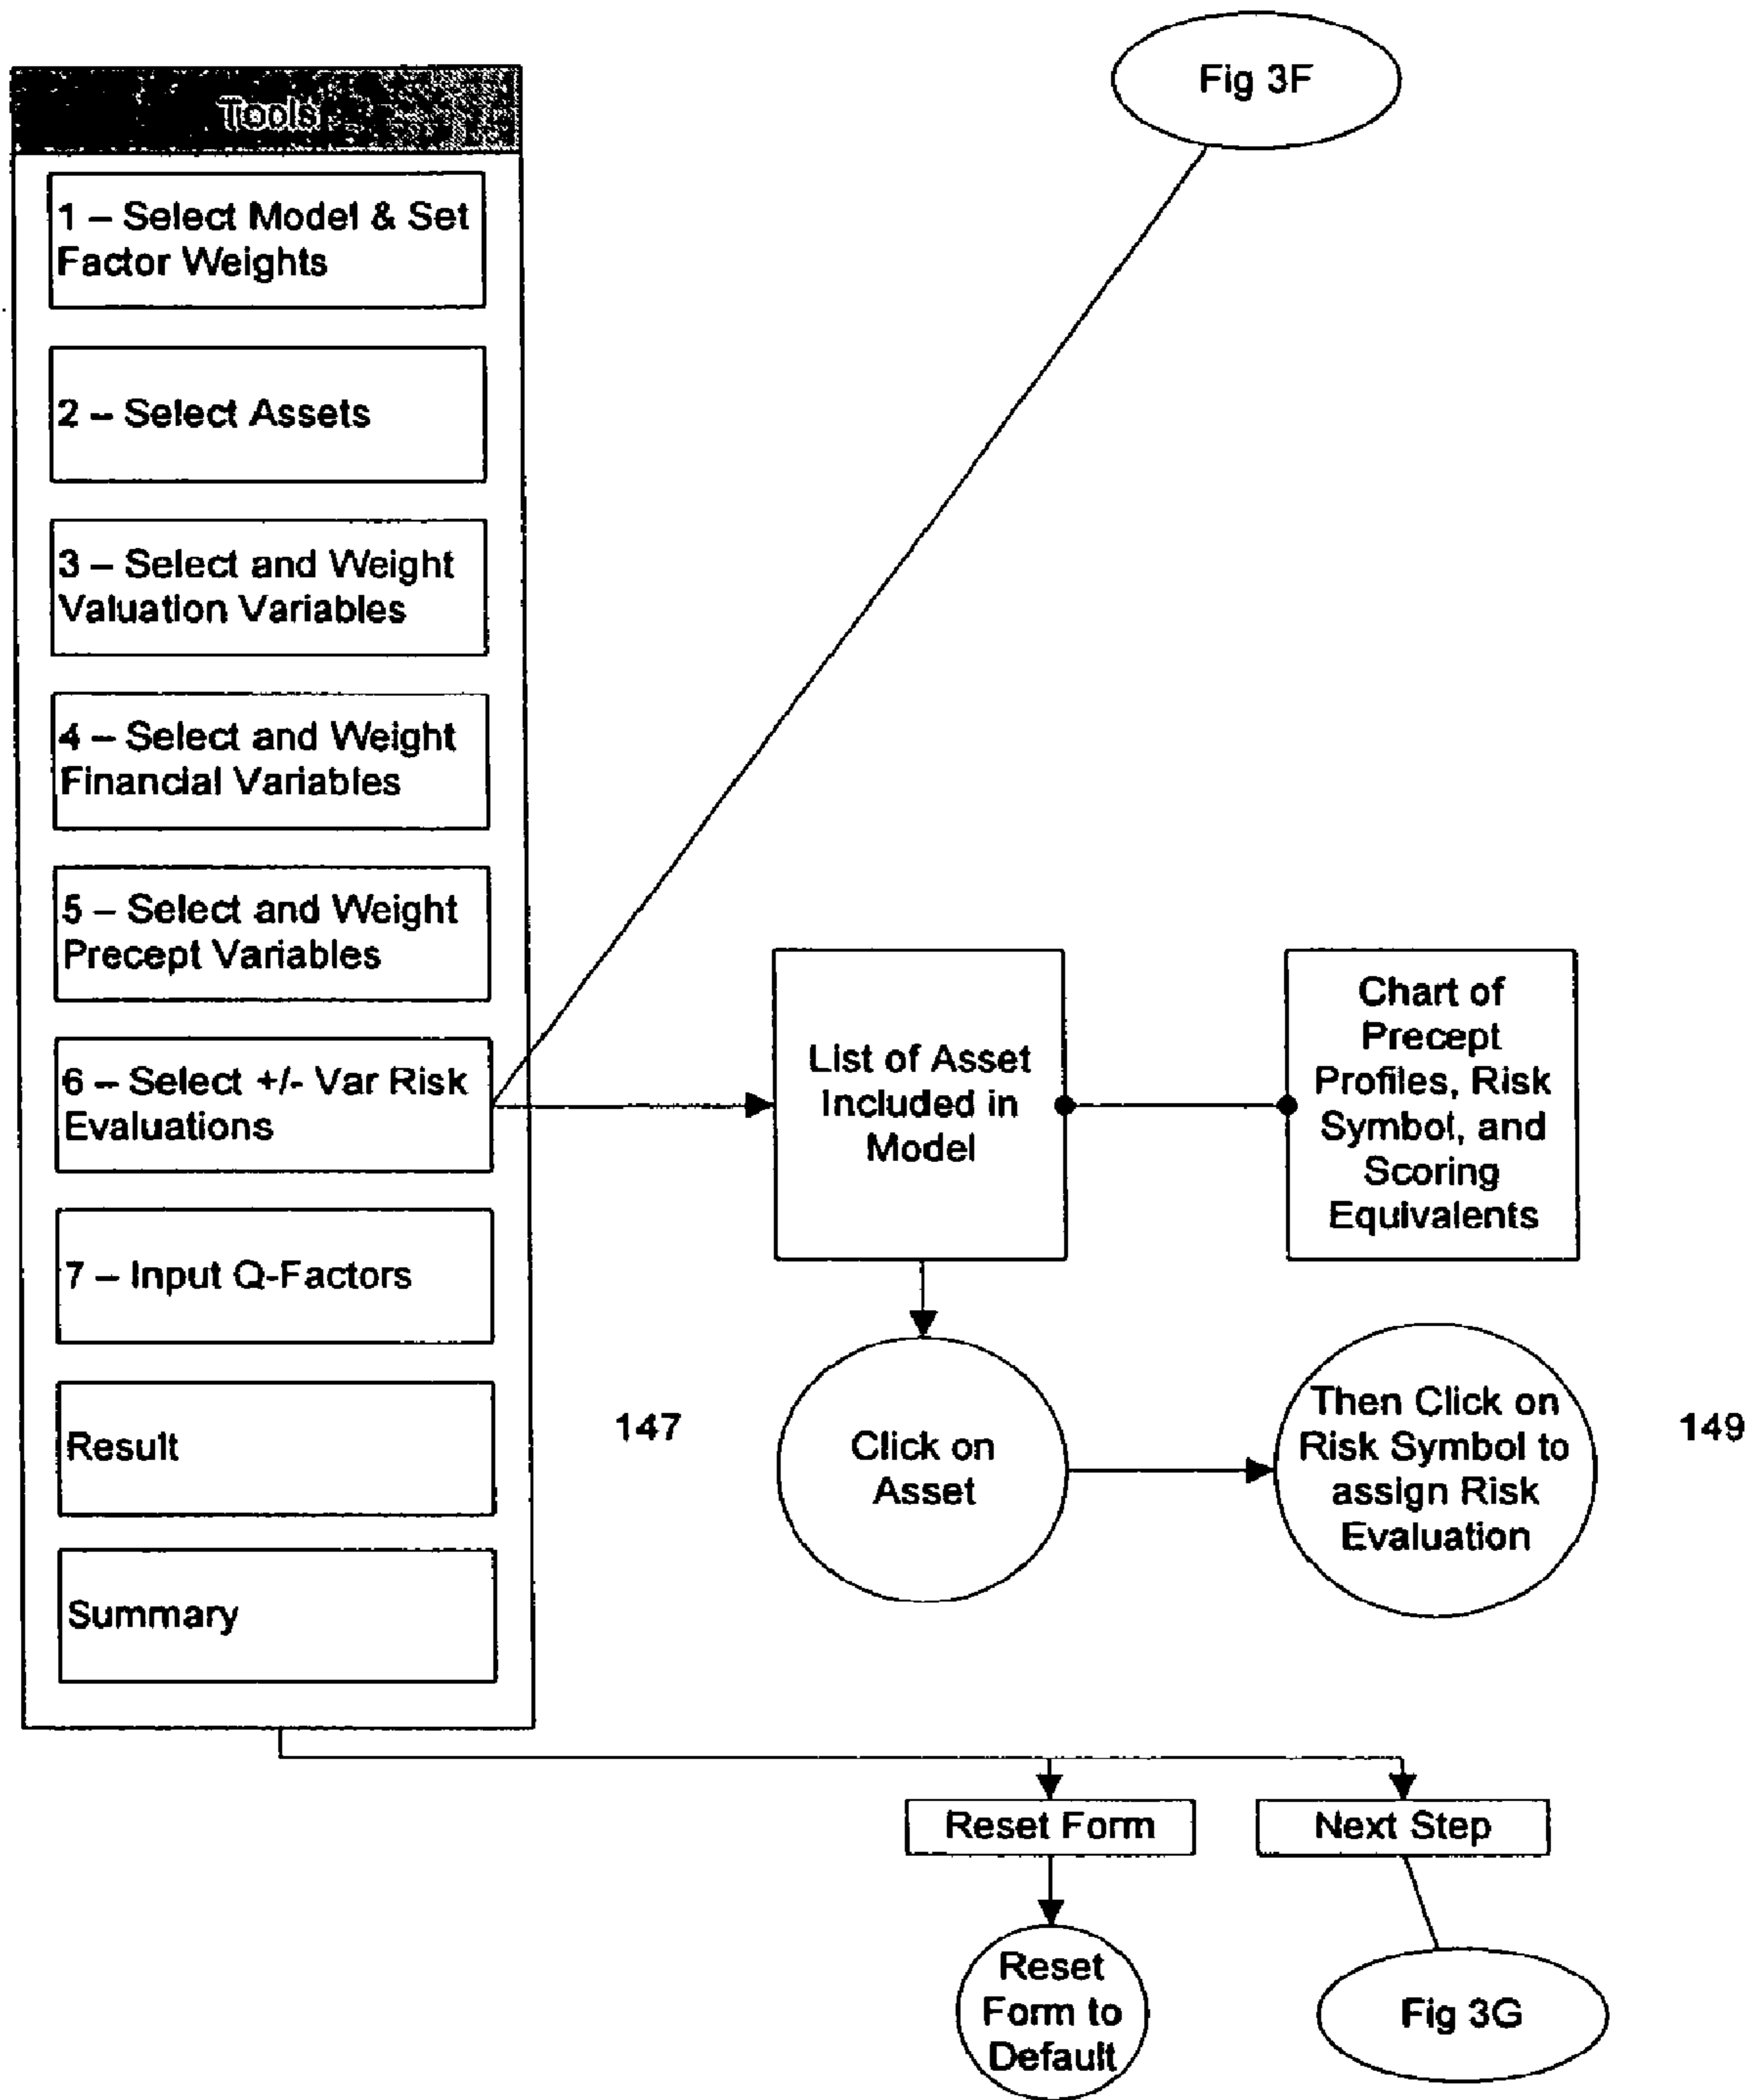 Fig 3F
Tools
1 – Select Model & Set
Factor Weights
2 – Select Assets
3 – Select and Weight
Valuation Variables
4 – Select and Weight
Financial Variables
5 – Select and Weight
Precept Variables
6 – Select +/- Var Risk
Evaluations
7 – Input Q-Factors
Result
Summary
List of Asset
Included in
Model
Chart of
Precept
Profiles, Risk
Symbol, and
Scoring
Equivalents
147
Click on
Asset
Then Click on
Risk Symbol to
assign Risk
Evaluation
149
Reset Form
Next Step
Reset
Form to
Default
Fig 3G